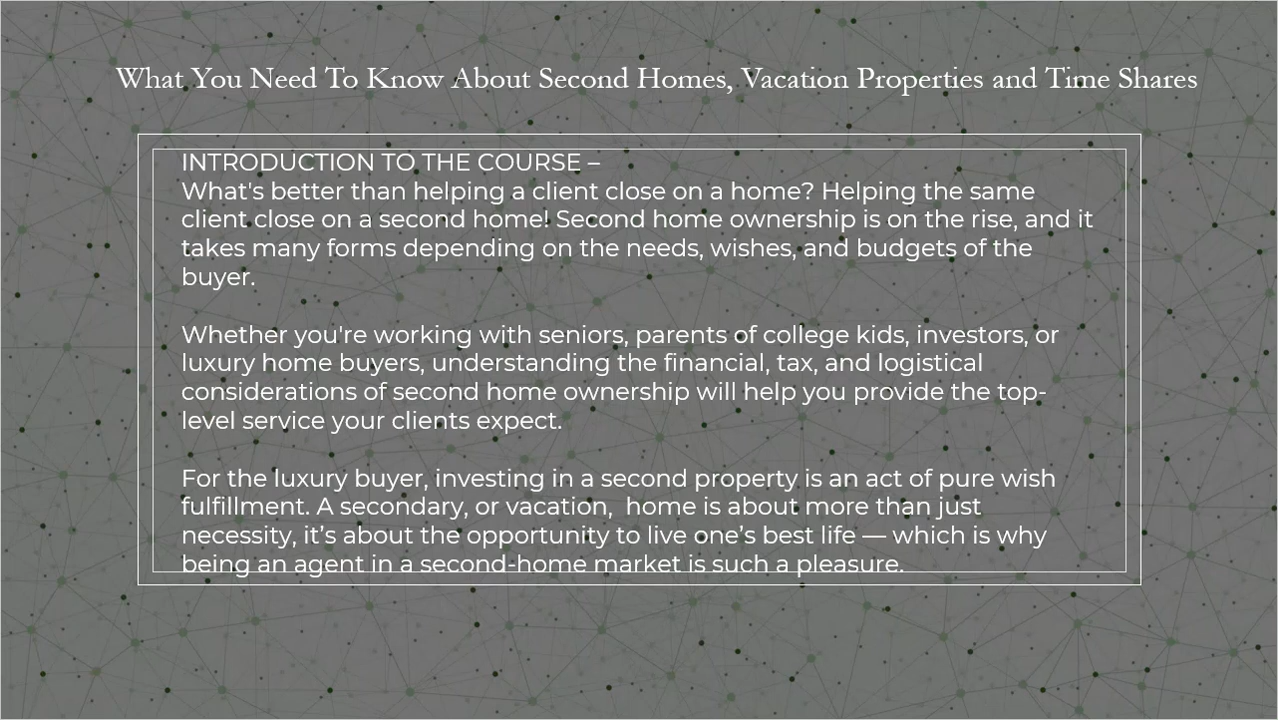 What You Need To Know About Second Homes, Vacation Properties and Time Shares
INTRODUCTION TO THE COURSE –
What's better than helping a client close on a home? Helping the same
client close on a second home! Second home ownership is on the rise, and it
takes many forms depending on the needs, wishes, and budgets of the
buyer.
Whether you're working with seniors, parents of college kids, investors, or
luxury home buyers, understanding the financial, tax, and logistical
considerations of second home ownership will help you provide the top-
level service your clients expect.
For the luxury buyer, investing in a second property is an act of pure wish
fulfillment. A secondary, or vacation,  home is about more than just
necessity, it’s about the opportunity to live one’s best life — which is why
being an agent in a second-home market is such a pleasure.